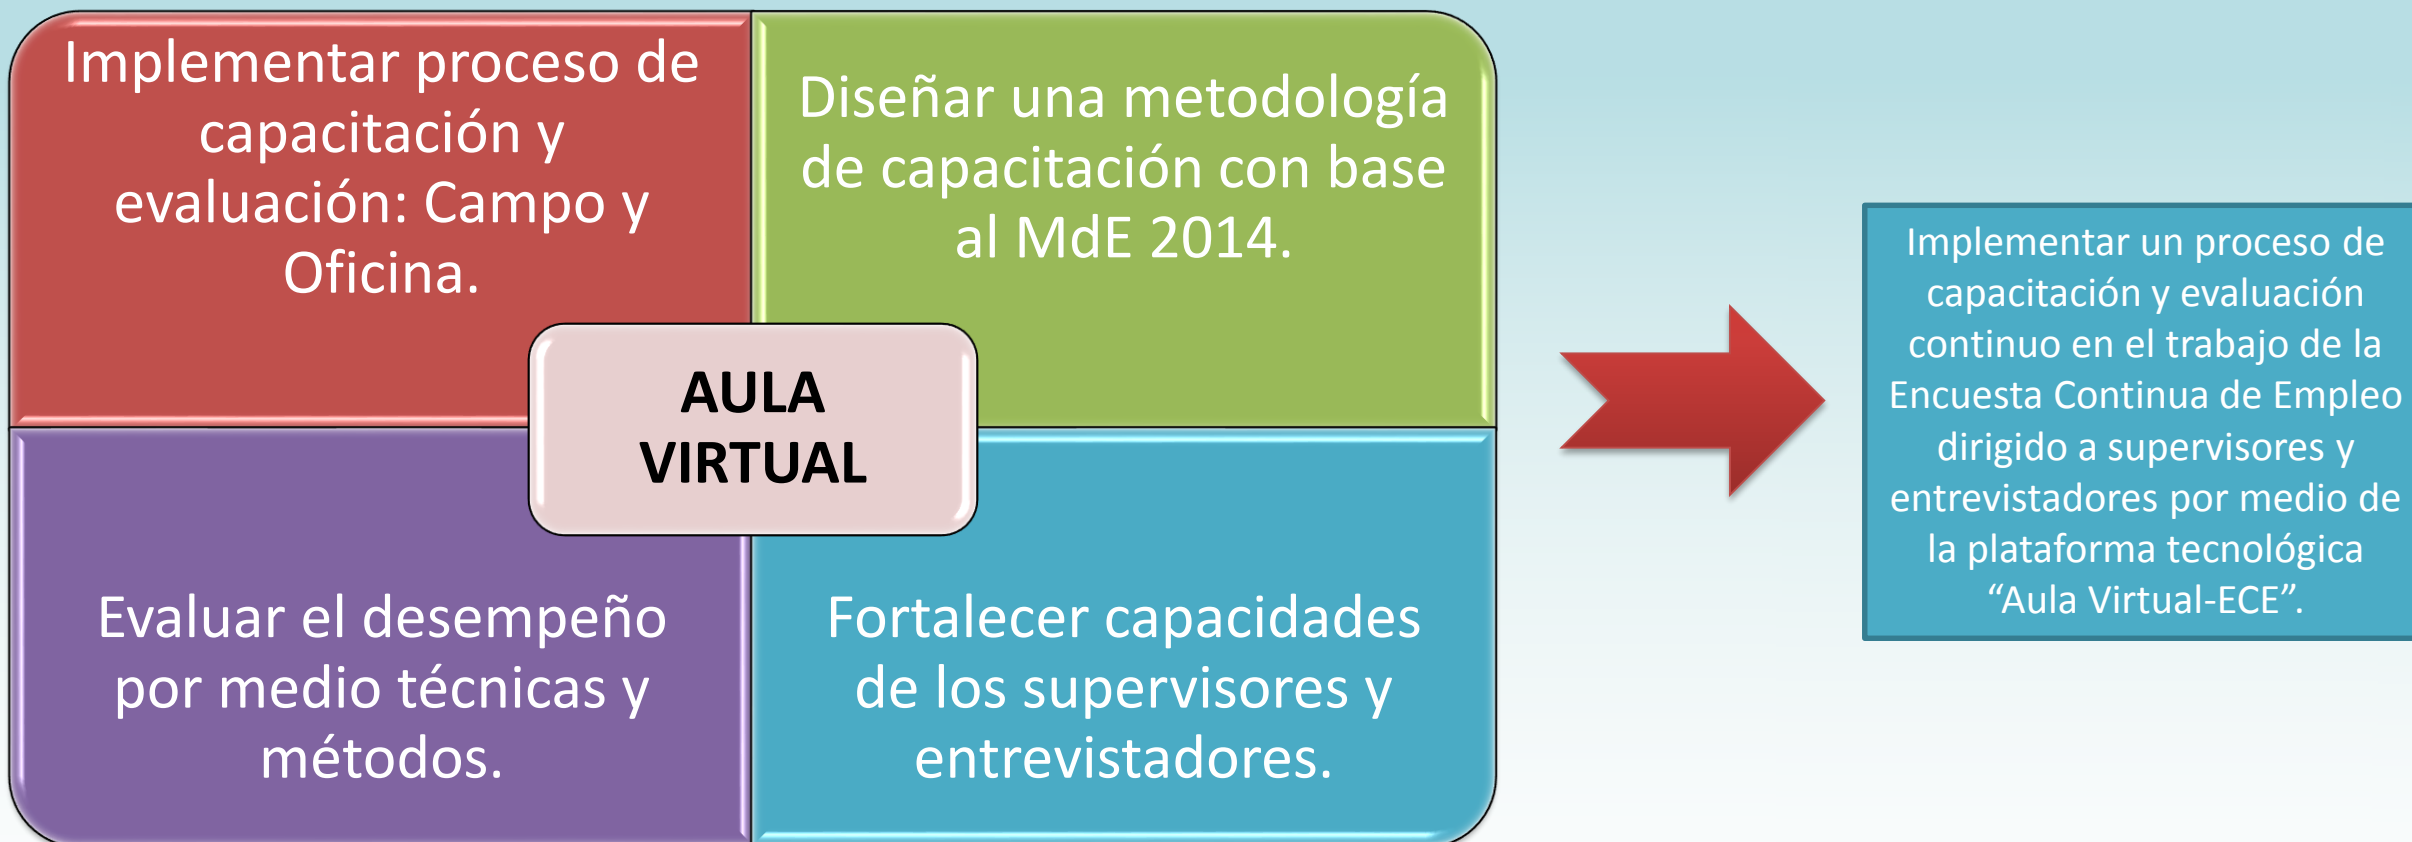 Implementar proceso de
capacitación y
evaluación: Campo y
Oficina.
Diseñar una metodología
de capacitación con base
al MdE 2014.
AULA
VIRTUAL
Evaluar el desempeño
por medio técnicas y
métodos.
Fortalecer capacidades
de los supervisores y
entrevistadores.
Implementar un proceso de
capacitación y evaluación
continuo en el trabajo de la
Encuesta Continua de Empleo
dirigido a supervisores y
entrevistadores por medio de
la plataforma tecnológica
“Aula Virtual-ECE”.